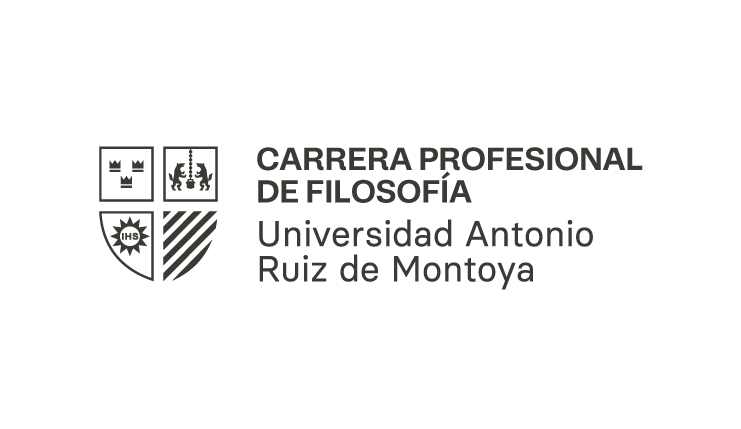 IHS
CARRERA PROFESIONAL
DE FILOSOFÍA
Universidad Antonio
Ruiz de Montoya